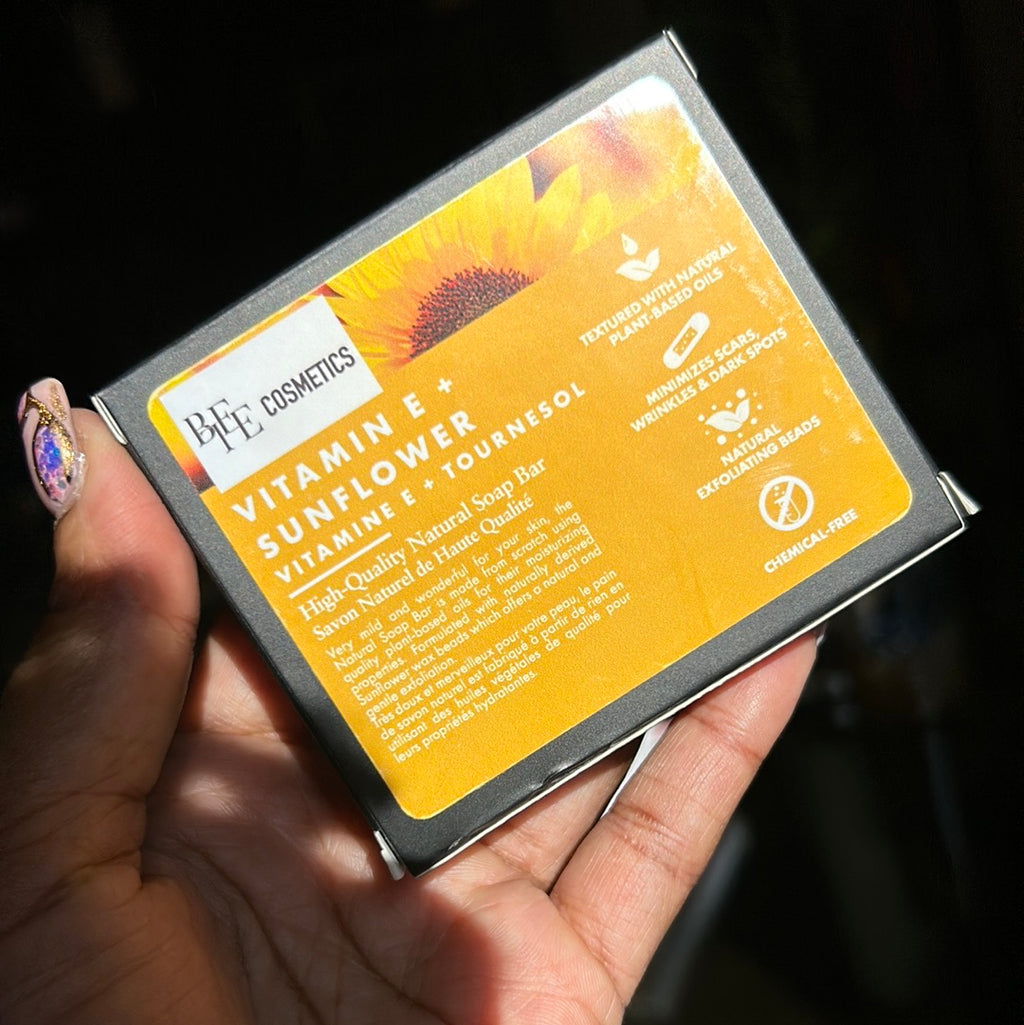 BFE COSMETICS
VITAMIN E +
SUNFLOWER
VITAMINE E + TOURNESOL
High-Quality Natural Soap Bar
Savon Naturel de Haute Qualité
Very mild and wonderful for your skin, the
Natural Soap Bar is made from scratch using
quality plant-based oils for their moisturizing
properties. Formulated with naturally derived
Sunflower wax beads which offers a natural and
gentle exfoliation.
Très doux et merveilleux pour votre peau, le pain
de savon naturel est fabriqué à partir de rien en
utilisant des huiles végétales de qualité pour
leurs propriétés hydratantes.
TEXTURED WITH NATURAL
PLANT-BASED OILS
MINIMIZES SCARS,
WRINKLES & DARK SPOTS
NATURAL
EXFOLIATING BEADS
CHEMICAL-FREE